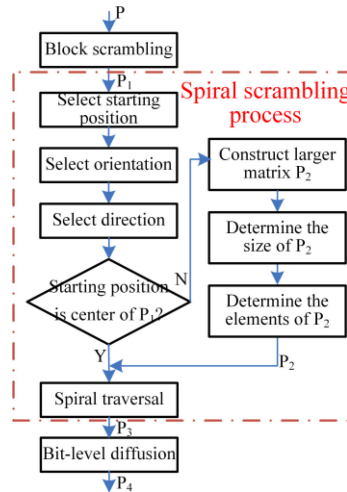 P
Block scrambling
P1
Spiral scrambling
process
Select starting
position
Select orientation
Select direction
Construct larger
matrix P2
Determine the
size of P2
Determine the
elements of P2
Starting position
is center of P1?
N
Y
P2
Spiral traversal
P3
Bit-level diffusion
P4